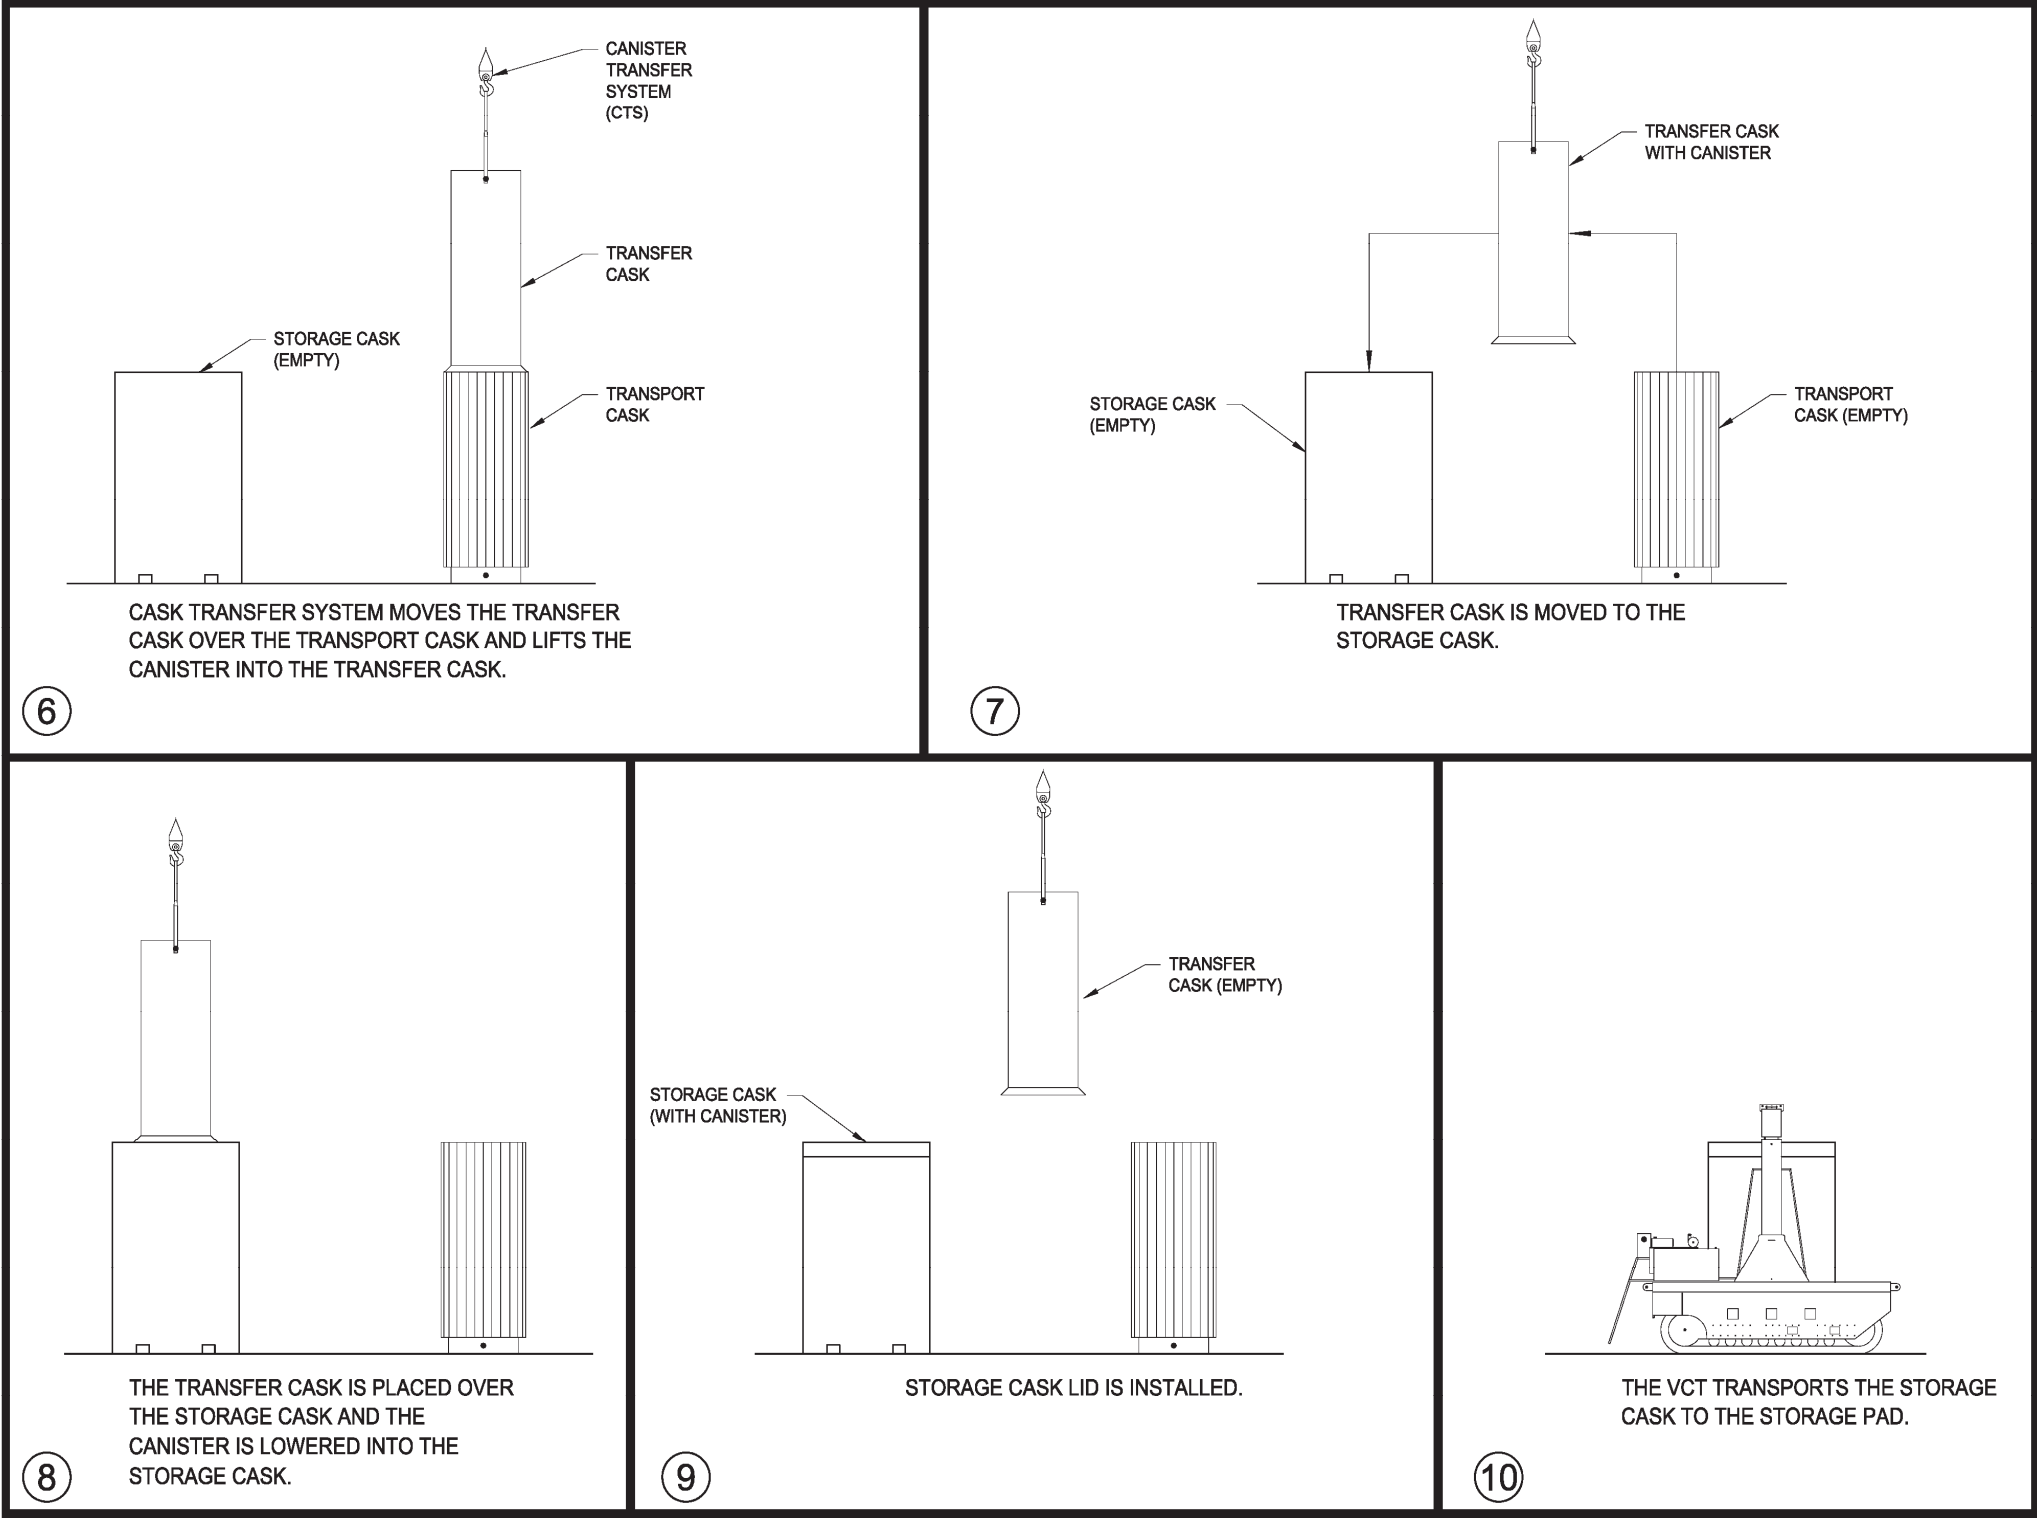 CANISTER
TRANSFER
SYSTEM
(CTS)
TRANSFER
CASK
STORAGE CASK
(EMPTY)
TRANSPORT
CASK
CASK TRANSFER SYSTEM MOVES THE TRANSFER
CASK OVER THE TRANSPORT CASK AND LIFTS THE
CANISTER INTO THE TRANSFER CASK.
6
TRANSFER CASK
WITH CANISTER
STORAGE CASK
(EMPTY)
TRANSPORT
CASK (EMPTY)
TRANSFER CASK IS MOVED TO THE
STORAGE CASK.
7
THE TRANSFER CASK IS PLACED OVER
THE STORAGE CASK AND THE
CANISTER IS LOWERED INTO THE
STORAGE CASK.
8
TRANSFER
CASK (EMPTY)
STORAGE CASK
(WITH CANISTER)
STORAGE CASK LID IS INSTALLED.
9
THE VCT TRANSPORTS THE STORAGE
CASK TO THE STORAGE PAD.
10